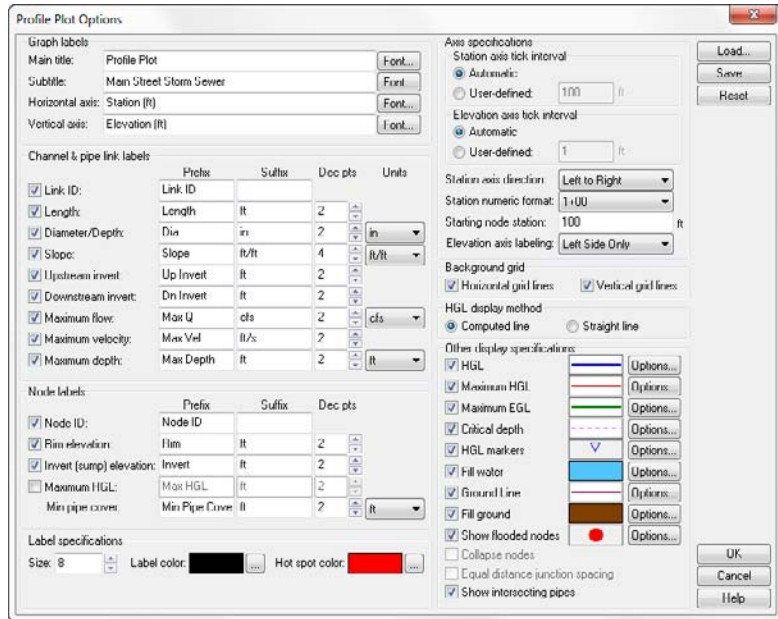 Profile Plot Options
Graph labels
Main title: Profile Plot Font...
Subtitle: Main Street Storm Sewer Font...
Horizontal axis: Station (ft) Font...
Vertical axis: Elevation (ft) Font...
Channel & pipe link labels
Prefix Suffix Dec pts Units
Link ID: Link ID
Length: Length ft 2
Diameter/Depth: Dia in 2 in
Slope: Slope ft/ft 4 ft/ft
Upstream invert: Up Invert ft 2
Downstream invert: Dn Invert ft 2
Maximum flow: Max Q cfs 2 cfs
Maximum velocity: Max Vel ft/s 2
Maximum depth: Max Depth ft 2 ft
Node labels
Prefix Suffix Dec pts
Node ID: Node ID
Rim elevation: Rim ft 2
Invert (sump) elevation: Invert ft 2
Maximum HGL: Max HGL ft 2
Min pipe cover: Min Pipe Cove ft 2 ft
Label specifications
Size: 8 Label color: ... Hot spot color: ...
Axis specifications
Station axis tick interval
Automatic
User-defined: 100 ft
Elevation axis tick interval
Automatic
User-defined: 1 ft
Station axis direction: Left to Right
Station numeric format: 1+00
Starting node station: 100 ft
Elevation axis labeling: Left Side Only
Background grid
Horizontal grid lines Vertical grid lines
HGL display method
Computed line Straight line
Other display specifications
HGL Options...
Maximum HGL Options...
Maximum EGL Options...
Critical depth Options...
HGL markers Options...
Fill water Options...
Ground Line Options...
Fill ground Options...
Show flooded nodes Options...
Collapse nodes
Equal distance junction spacing
Show intersecting pipes
Load...
Save...
Reset
OK
Cancel
Help